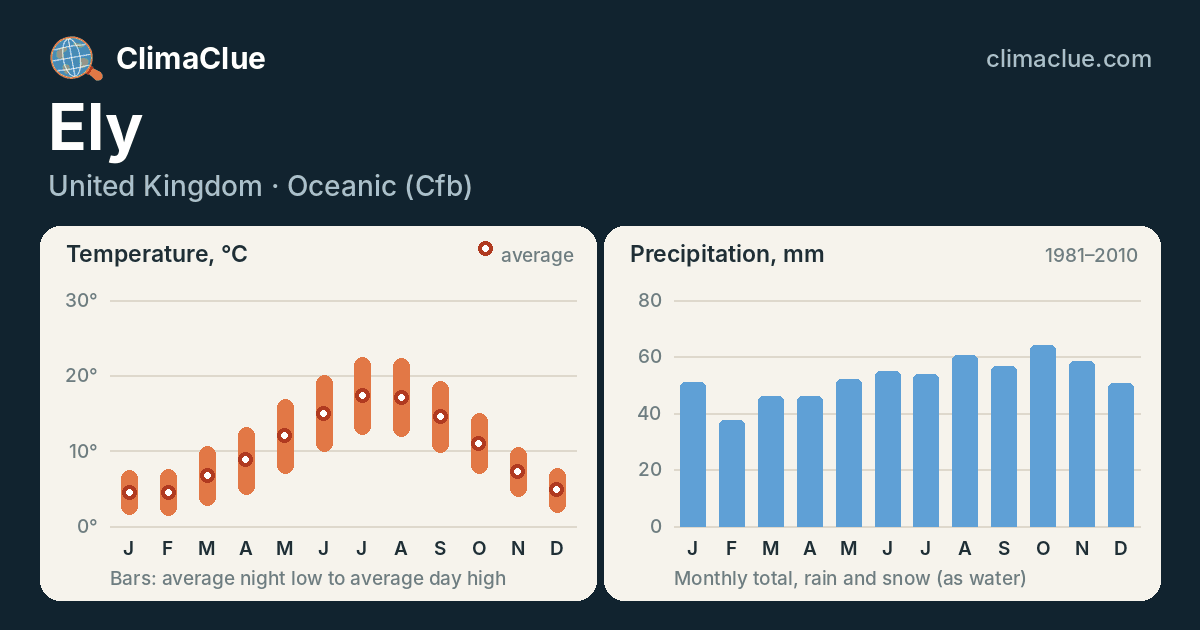 ClimaClue
climaclue.com
Ely
United Kingdom · Oceanic (Cfb)
Temperature, °C
average
30°
20°
10°
0°
J F M A M J J A S O N D
Bars: average night low to average day high
Precipitation, mm
1981–2010
80
60
40
20
0
J F M A M J J A S O N D
Monthly total, rain and snow (as water)